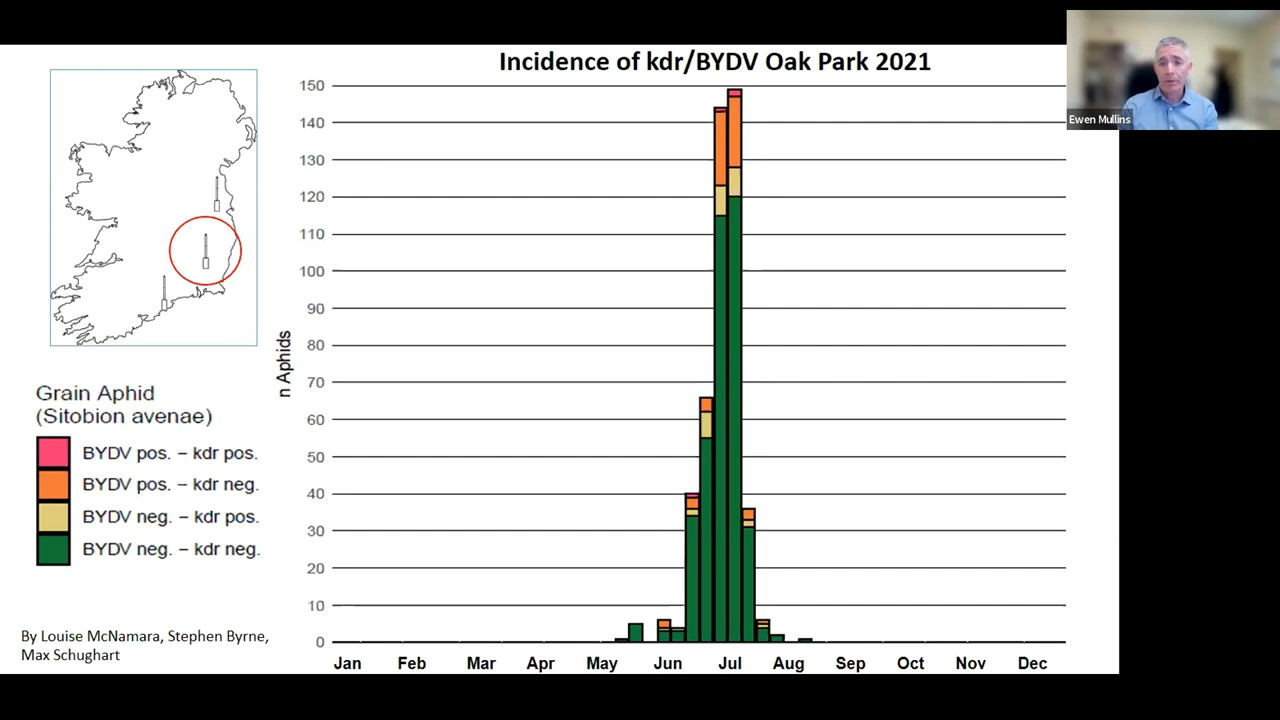 Incidence of kdr/BYDV Oak Park 2021
Ewen Mullins
150
140
130
120
110
100
90
80
70
60
50
40
30
20
10
0
n Aphids
Jan Feb Mar Apr May Jun Jul Aug Sep Oct Nov Dec
Grain Aphid
(Sitobion avenae)
BYDV pos. – kdr pos.
BYDV pos. – kdr neg.
BYDV neg. – kdr pos.
BYDV neg. – kdr neg.
By Louise McNamara, Stephen Byrne,
Max Schughart